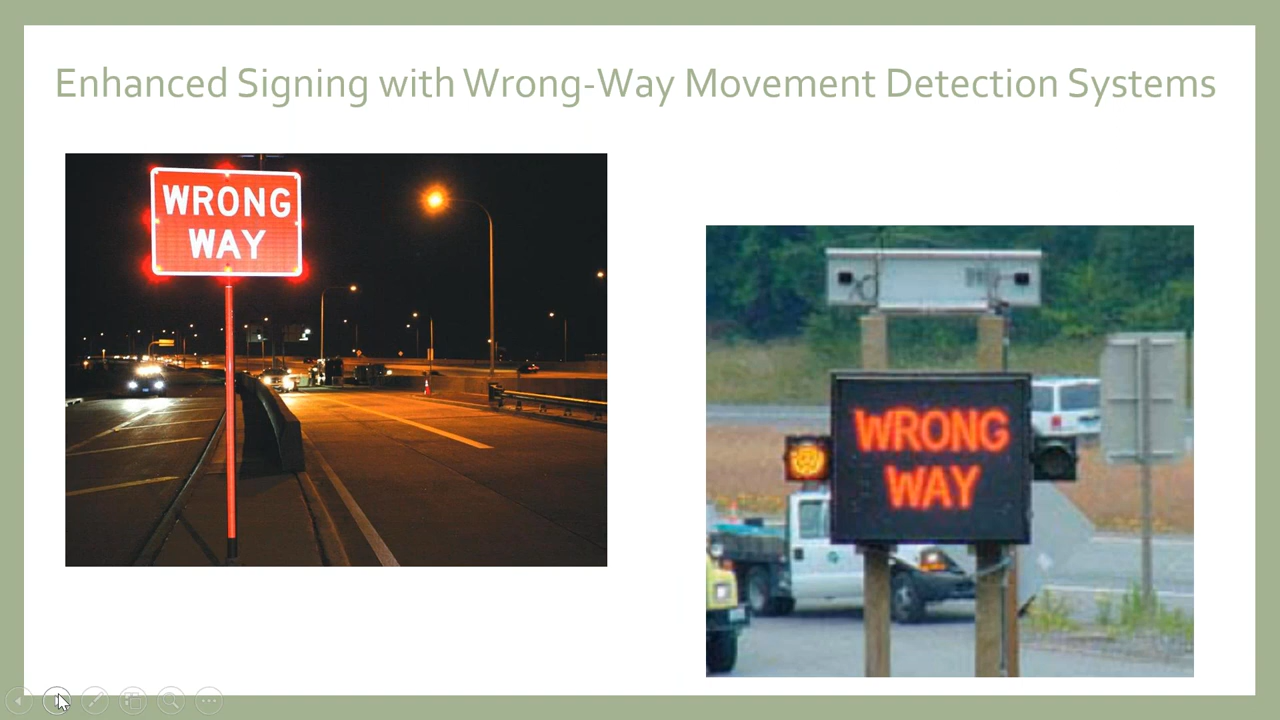 Enhanced Signing with Wrong-Way Movement Detection Systems
WRONG
WAY
WRONG
WAY